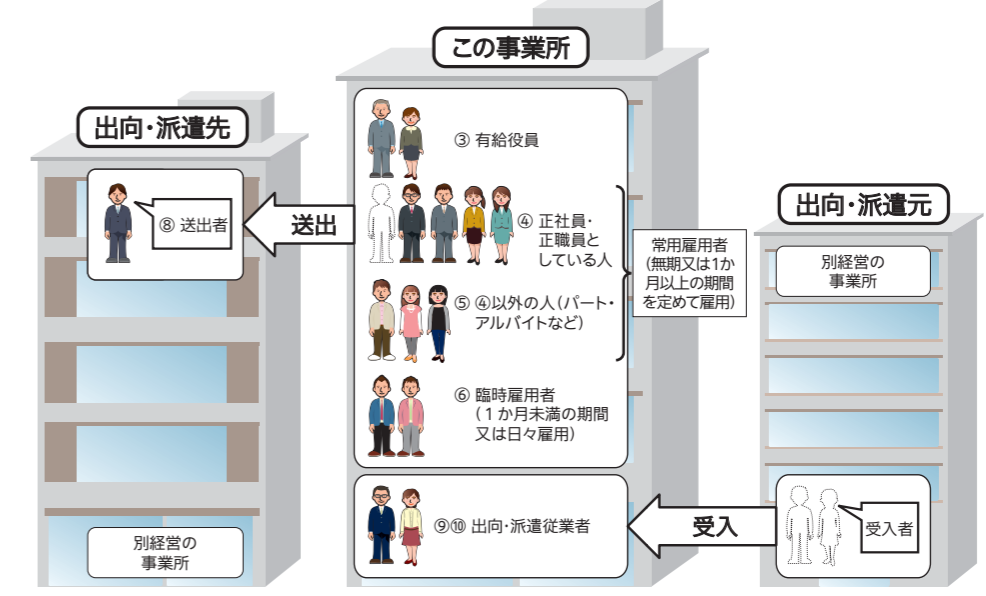 この事業所
③ 有給役員
④ 正社員・
正職員と
している人
⑤ ④以外の人(パート・
アルバイトなど)
常用雇用者
(無期又は1か
月以上の期間
を定めて雇用)
⑥ 臨時雇用者
(1か月未満の期間
又は日々雇用)
⑨⑩ 出向・派遣従業者
出向・派遣先
⑧ 送出者
送出
別経営の
事業所
出向・派遣元
別経営の
事業所
受入
受入者